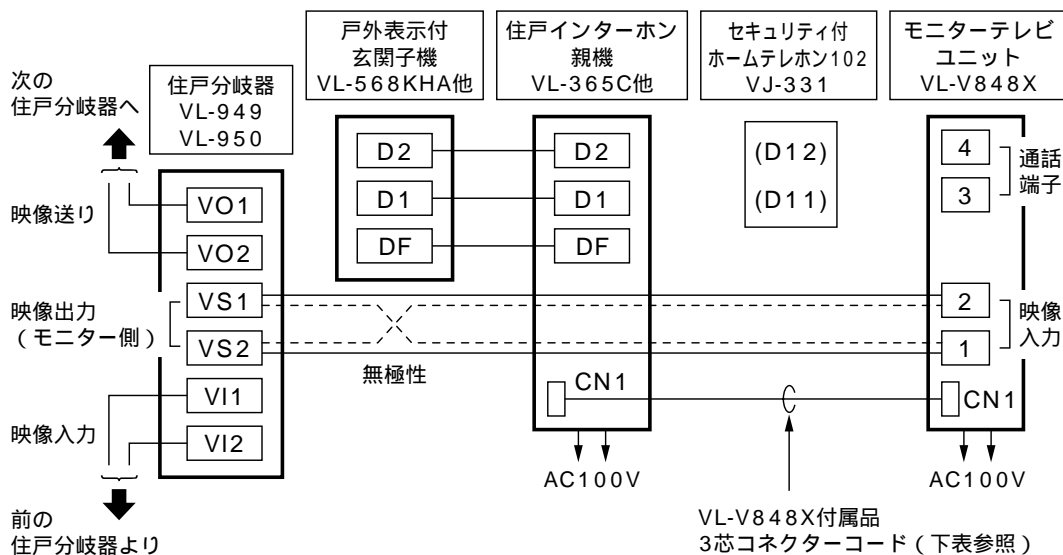 戸外表示付
玄関子機
VL-568KHA他
住戸インターホン
親機
VL-365C他
セキュリティ付
ホームテレホン102
VJ-331
モニターテレビ
ユニット
VL-V848X
次の
住戸分岐器へ
住戸分岐器
VL-949
VL-950
映像送り
映像出力
(モニター側)
映像入力
前の
住戸分岐器より
VO1
VO2
VS1
VS2
VI1
VI2
D2
D1
DF
無極性
D2
D1
DF
CN1
AC100V
(D12)
(D11)
4
3
通話
端子
2
1
映像
入力
CN1
AC100V
VL-V848X付属品
3芯コネクターコード(下表参照)